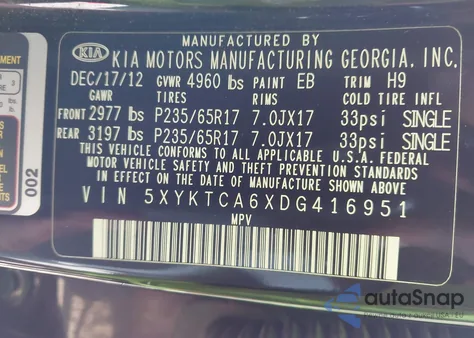 MANUFACTURED BY
KIA KIA MOTORS MANUFACTURING GEORGIA, INC.
DEC/17/12 GVWR 4960 lbs PAINT EB TRIM H9
GAWR TIRES RIMS COLD TIRE INFL
FRONT 2977 lbs P235/65R17 7.0JX17 33psi SINGLE
REAR 3197 lbs P235/65R17 7.0JX17 33psi SINGLE
THIS VEHICLE CONFORMS TO ALL APPLICABLE U.S.A. FEDERAL
MOTOR VEHICLE SAFETY AND THEFT PREVENTION STANDARDS
IN EFFECT ON THE DATE OF MANUFACTURE SHOWN ABOVE
VIN 5XYKTCA6XDG416951
MPV
002
autoSnap